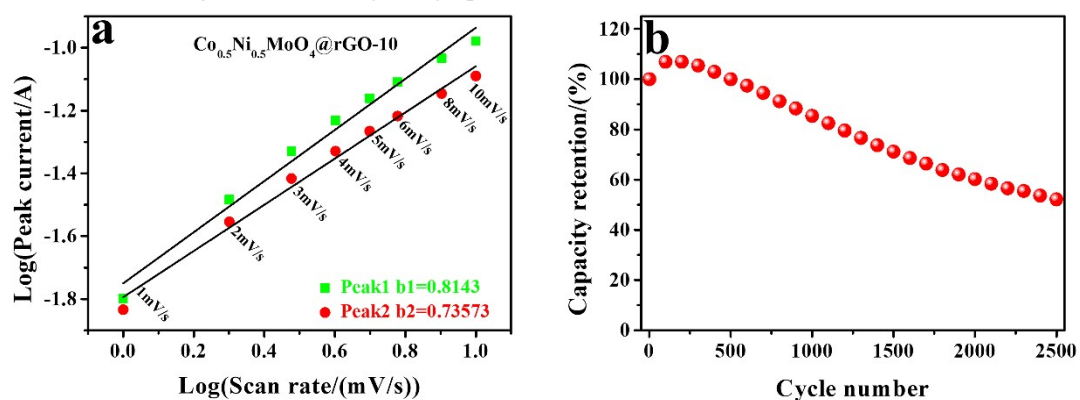 a
Co0.5Ni0.5MoO4@rGO-10
Log(Peak current/A)
-1.0
-1.2
-1.4
-1.6
-1.8
1mV/s
2mV/s
3mV/s
4mV/s
5mV/s
6mV/s
8mV/s
10mV/s
Peak1 b1=0.8143
Peak2 b2=0.73573
0.0 0.2 0.4 0.6 0.8 1.0
Log(Scan rate/(mV/s))
b
Capacity retention/(%)
120
100
80
60
40
20
0
0 500 1000 1500 2000 2500
Cycle number